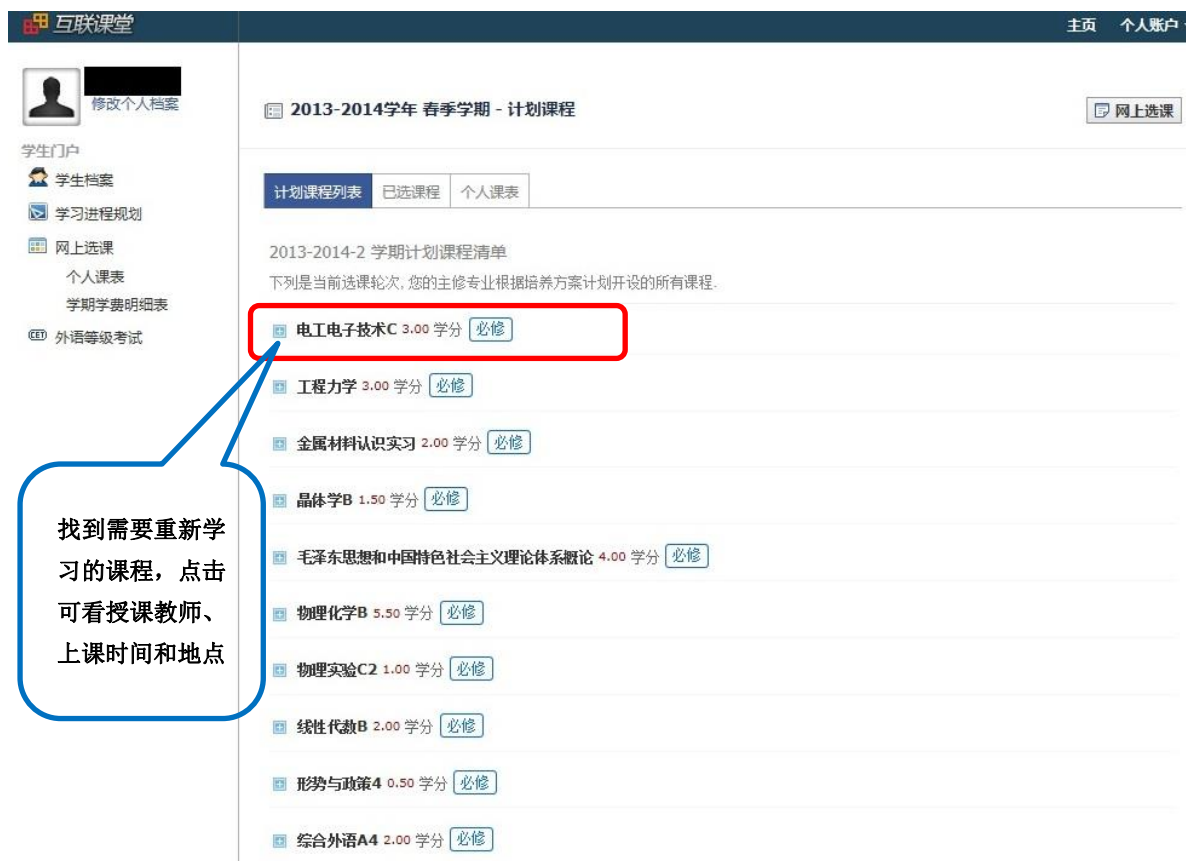 互联课堂
主页 个人账户
修改个人档案
2013-2014学年 春季学期 - 计划课程
网上选课
学生门户
学生档案
学习进程规划
网上选课
个人课表
学期学费明细表
CET 外语等级考试
计划课程列表 已选课程 个人课表
2013-2014-2 学期计划课程清单
下列是当前选课轮次, 您的主修专业根据培养方案计划开设的所有课程.
电工电子技术C 3.00 学分 必修
工程力学 3.00 学分 必修
金属材料认识实习 2.00 学分 必修
晶体学B 1.50 学分 必修
毛泽东思想和中国特色社会主义理论体系概论 4.00 学分 必修
物理化学B 5.50 学分 必修
物理实验C2 1.00 学分 必修
线性代数B 2.00 学分 必修
形势与政策4 0.50 学分 必修
综合外语A4 2.00 学分 必修
找到需要重新学
习的课程，点击
可看授课教师、
上课时间和地点